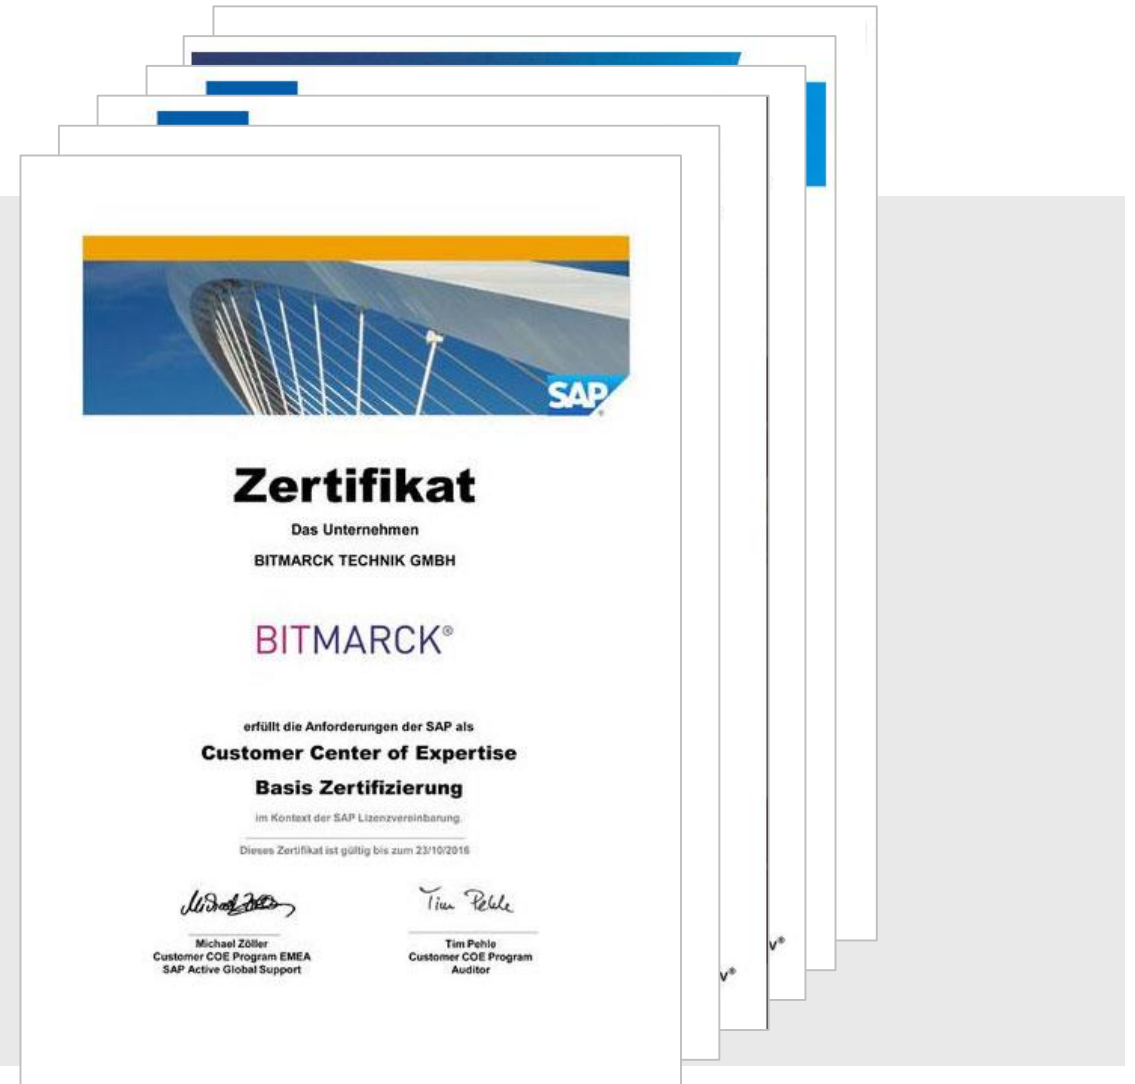 SAP
Zertifikat
Das Unternehmen
BITMARCK TECHNIK GMBH
BITMARCK®
erfüllt die Anforderungen der SAP als
Customer Center of Expertise
Basis Zertifizierung
im Kontext der SAP Lizenzvereinbarung.
Dieses Zertifikat ist gültig bis zum 23/10/2016
Tim Pehle
Michael Zöller
Customer COE Program EMEA
SAP Active Global Support
Tim Pehle
Customer COE Program
Auditor
v®
v®